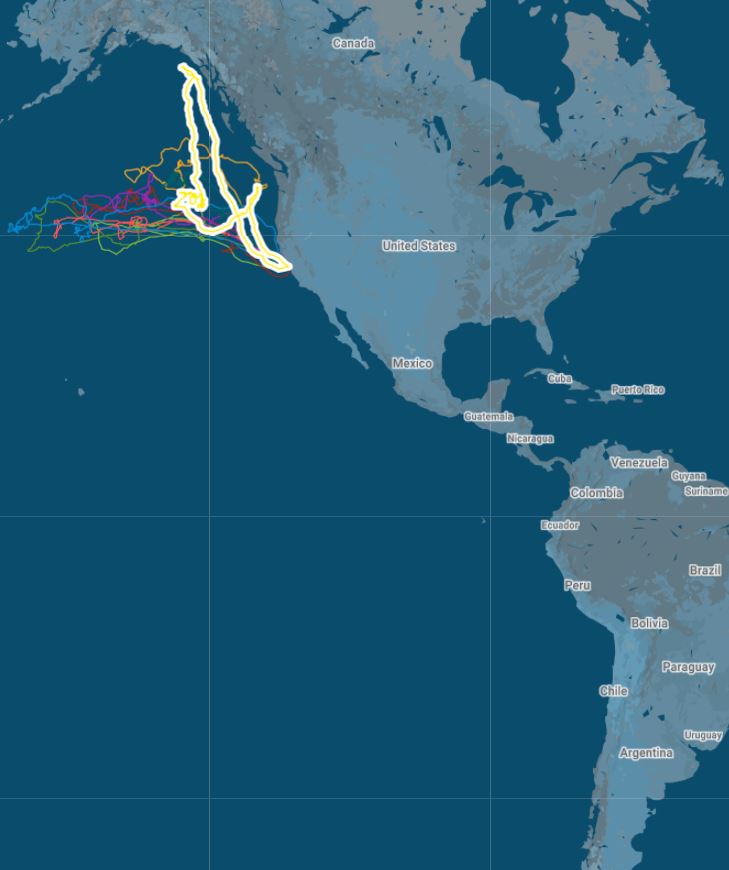 Canada
United States
Mexico
Cuba
Puerto Rico
Guatemala
Nicaragua
Venezuela
Guyana
Colombia
Suriname
Ecuador
Brazil
Peru
Bolivia
Paraguay
Chile
Uruguay
Argentina